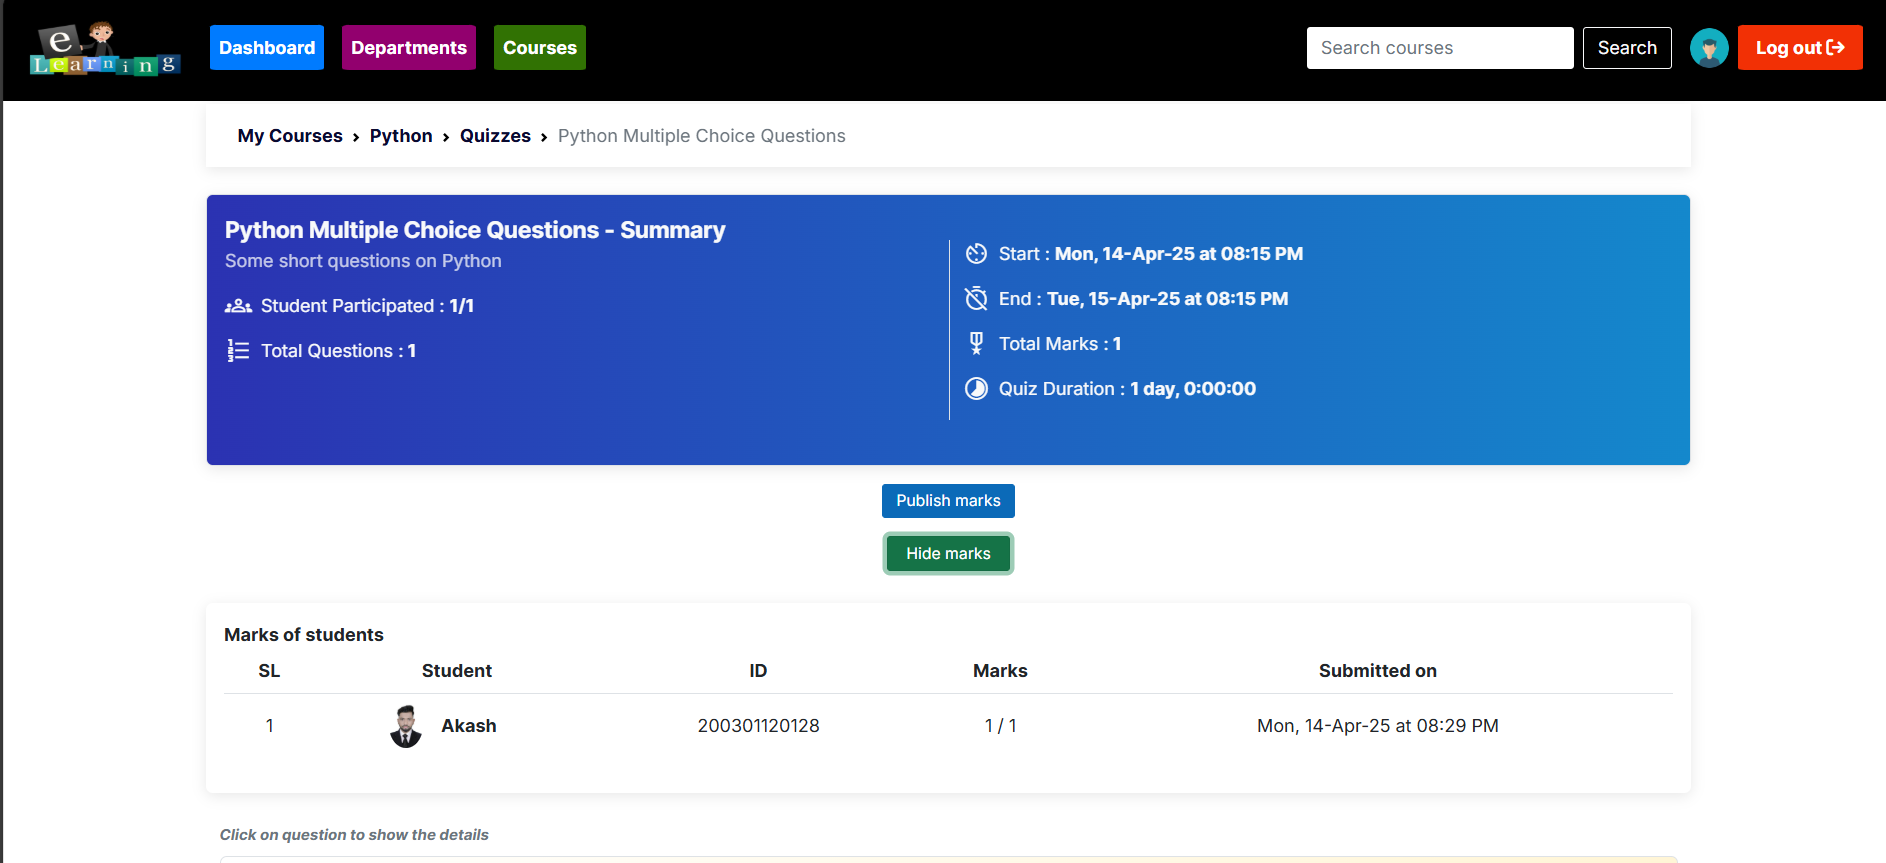 e
Learning
Dashboard
Departments
Courses
Search courses
Search
Log out
My Courses > Python > Quizzes > Python Multiple Choice Questions
Python Multiple Choice Questions - Summary
Some short questions on Python
Student Participated : 1/1
Total Questions : 1
Start : Mon, 14-Apr-25 at 08:15 PM
End : Tue, 15-Apr-25 at 08:15 PM
Total Marks : 1
Quiz Duration : 1 day, 0:00:00
Publish marks
Hide marks
Marks of students
SL Student ID Marks Submitted on
1 Akash 200301120128 1 / 1 Mon, 14-Apr-25 at 08:29 PM
Click on question to show the details